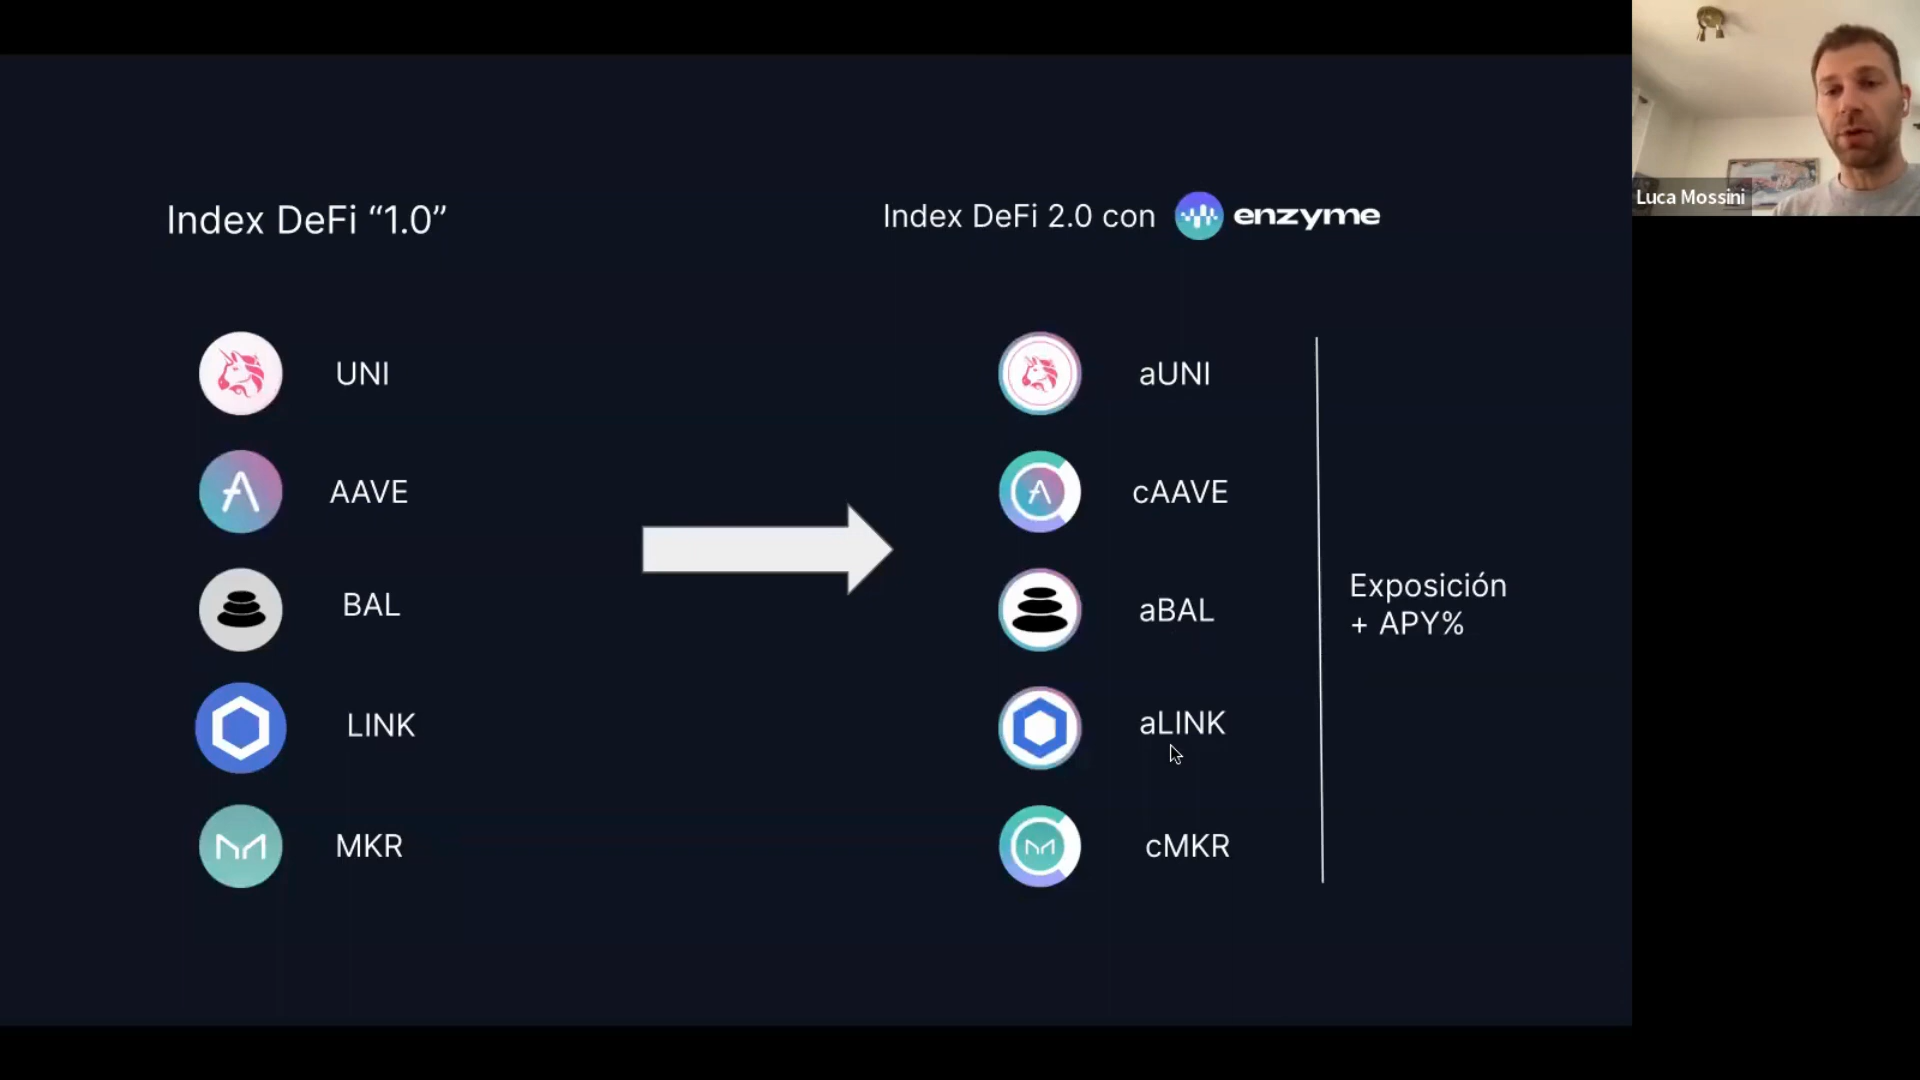 Index DeFi “1.0”
Index DeFi 2.0 con enzyme
UNI
AAVE
BAL
LINK
MKR
aUNI
cAAVE
aBAL
aLINK
cMKR
Exposición
+ APY%
Luca Mossini